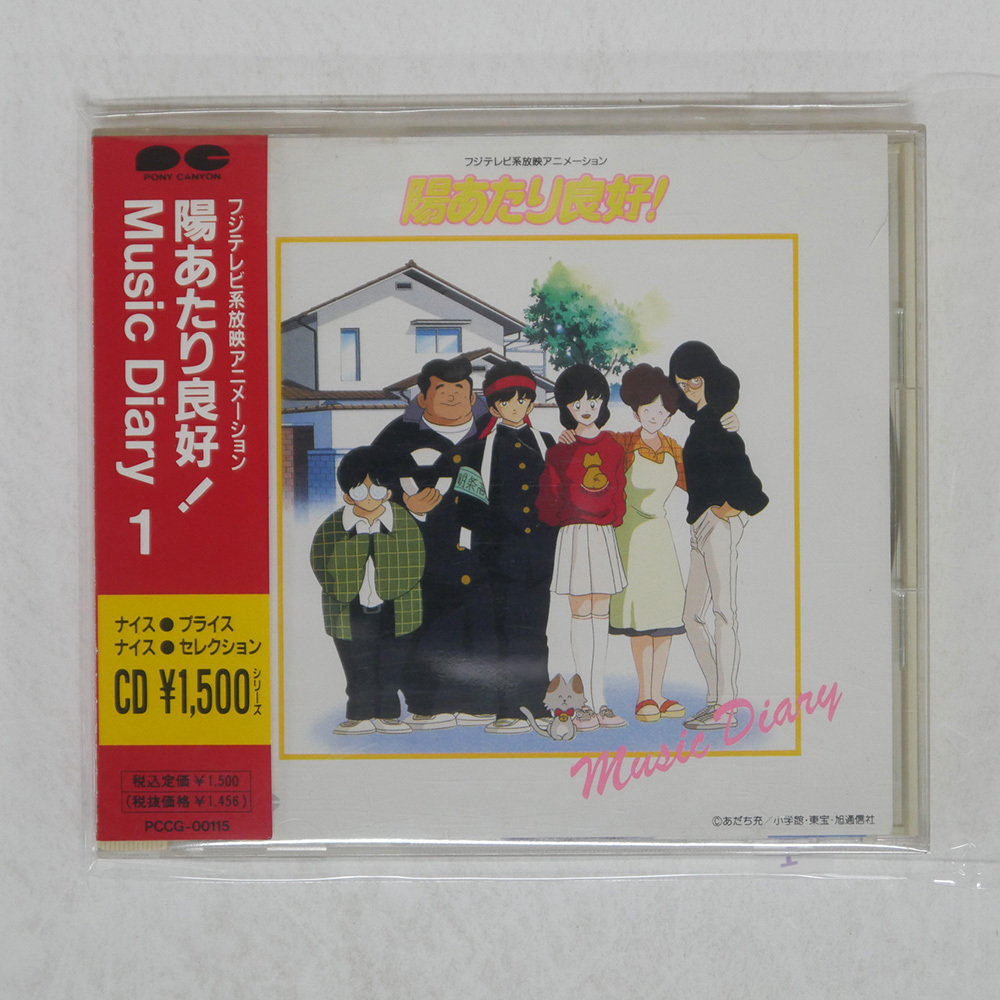 PONY CANYON
フジテレビ系放映アニメーション
陽あたり良好!
Music Diary 1
ナイス●プライス
ナイス●セレクション
CD ¥1,500シリーズ
税込定価¥1,500
(税抜価格¥1,456)
PCCG-00115
フジテレビ系放映アニメーション
陽あたり良好!
Music Diary
©あだち充/小学館・東宝・旭通信社